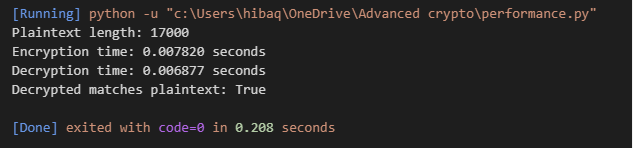 [Running] python -u "c:\Users\hibaq\OneDrive\Advanced crypto\performance.py"
Plaintext length: 17000
Encryption time: 0.007820 seconds
Decryption time: 0.006877 seconds
Decrypted matches plaintext: True
[Done] exited with code=0 in 0.208 seconds